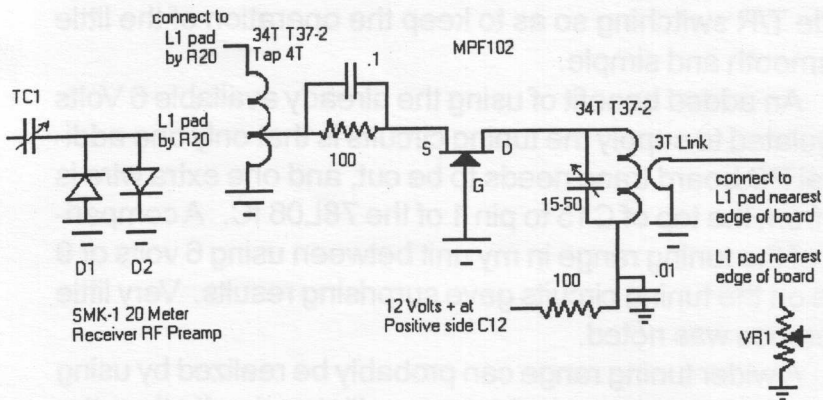 connect to
L1 pad
by R20
34T T37-2
Tap 4T
.1
MPF102
TC1
L1 pad
by R20
100
S
D
G
34T T37-2
3T Link
15-50
connect to
L1 pad nearest
edge of board
D1
D2
.01
L1 pad nearest
edge of board
12 Volts + at
Positive side C12
SMK-1 20 Meter
Receiver RF Preamp
VR1